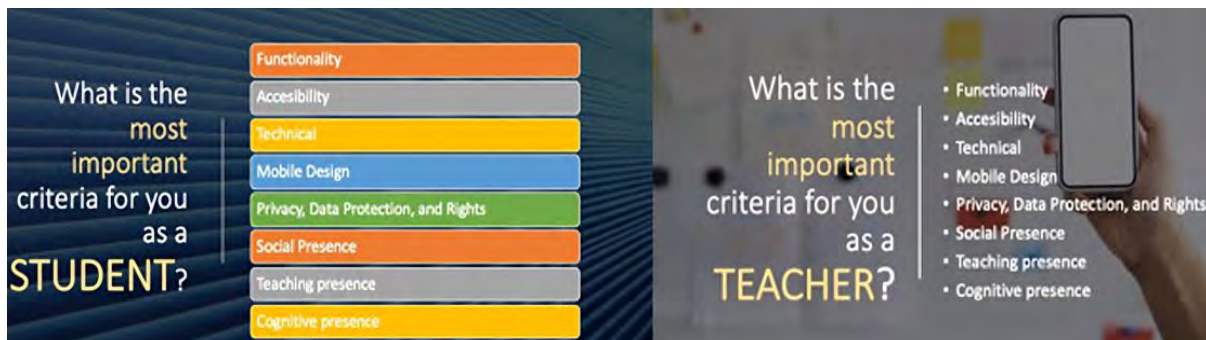 What is the
most
important
criteria for you
as a
STUDENT?
Functionality
Accesibility
Technical
Mobile Design
Privacy, Data Protection, and Rights
Social Presence
Teaching presence
Cognitive presence
What is the
most
important
criteria for you
as a
TEACHER?
• Functionality
• Accesibility
• Technical
• Mobile Design
• Privacy, Data Protection, and Rights
• Social Presence
• Teaching presence
• Cognitive presence